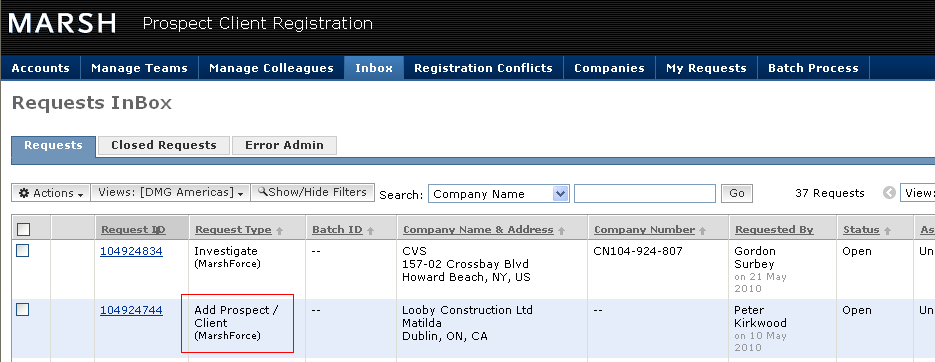 MARSH Prospect Client Registration
Accounts Manage Teams Manage Colleagues Inbox Registration Conflicts Companies My Requests Batch Process
Requests InBox
Requests Closed Requests Error Admin
Actions Views: [DMG Americas] Show/Hide Filters Search: Company Name Go 37 Requests View:
Request ID Request Type Batch ID Company Name & Address Company Number Requested By Status As
104924834 Investigate -- CVS CN104-924-807 Gordon Open Un
(MarshForce) 157-02 Crossbay Blvd Surbey
Howard Beach, NY, US on 21 May
2010
104924744 Add Prospect / -- Looby Construction Ltd -- Peter Open Un
Client Matilda Kirkwood
(MarshForce) Dublin, ON, CA on 10 May
2010